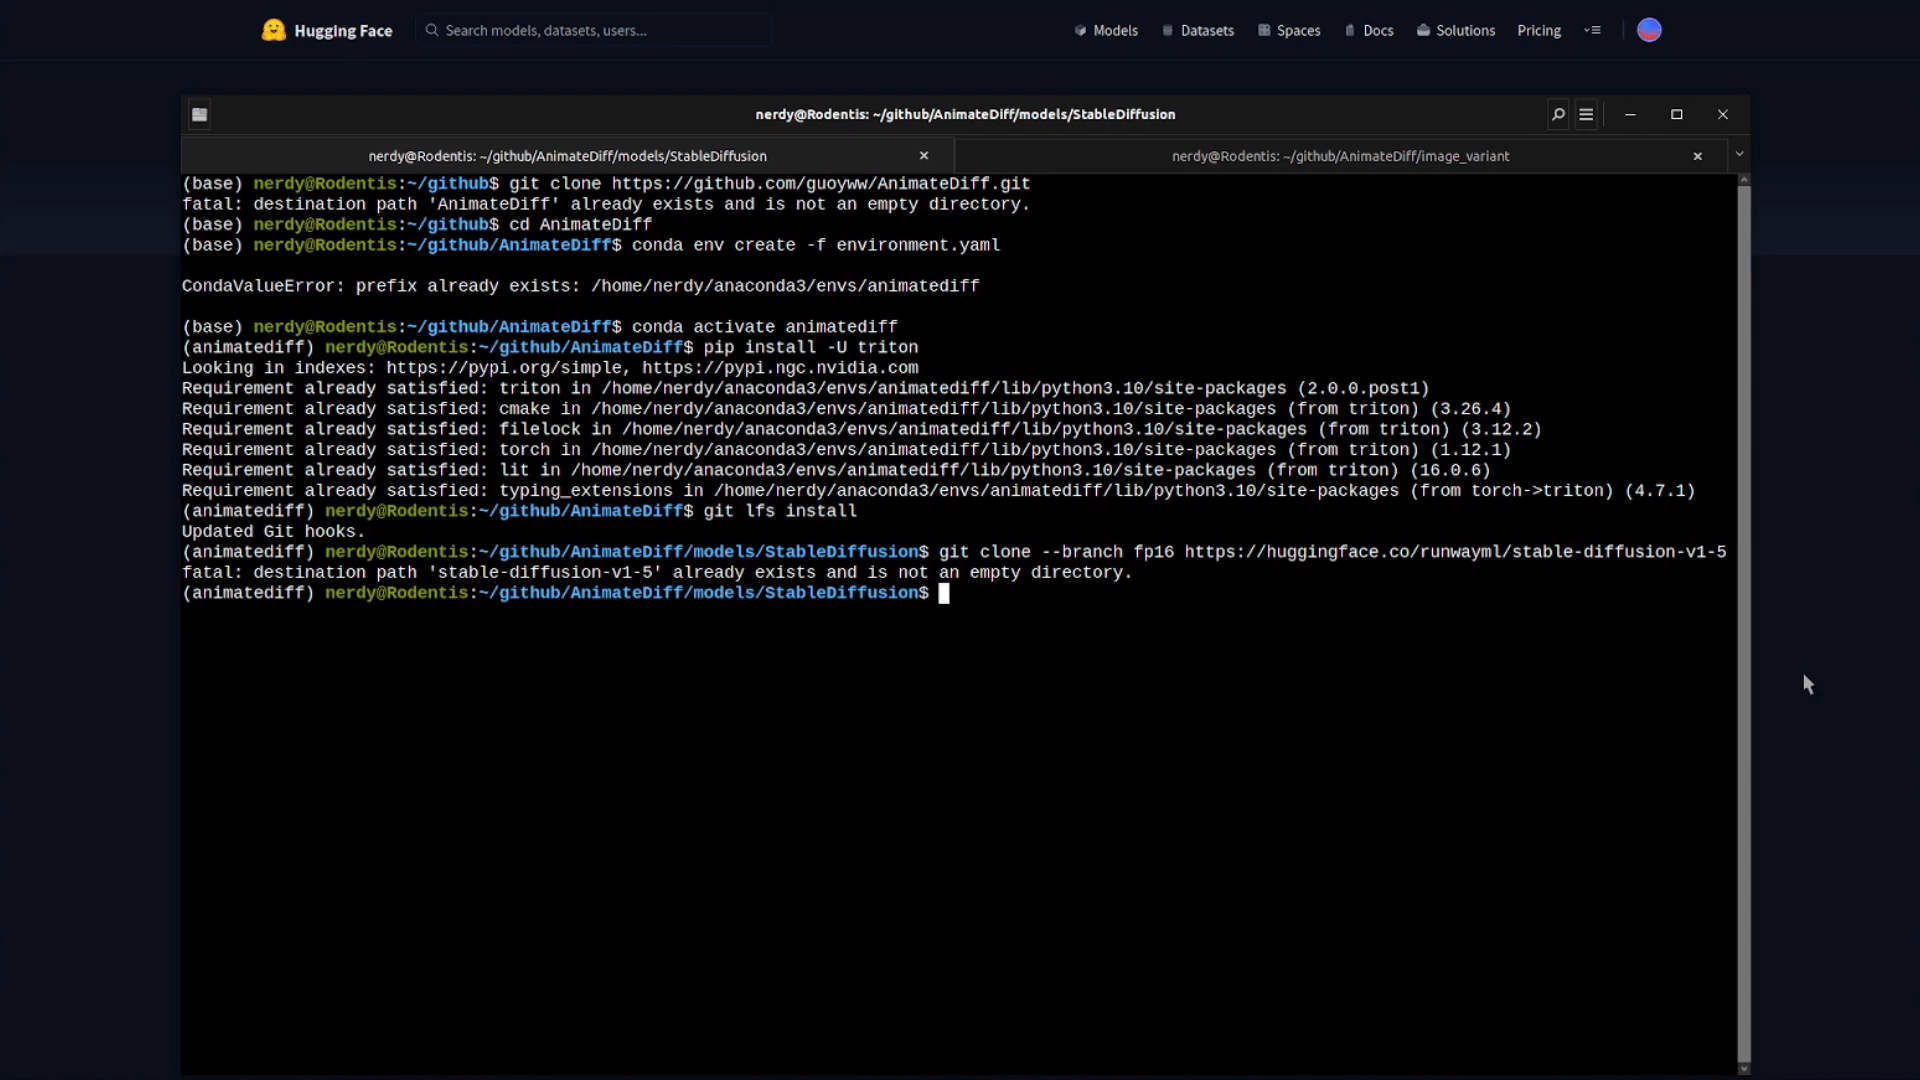 Hugging Face
Search models, datasets, users...
Models
Datasets
Spaces
Docs
Solutions
Pricing
nerdy@Rodentis: ~/github/AnimateDiff/models/StableDiffusion
nerdy@Rodentis: ~/github/AnimateDiff/models/StableDiffusion
nerdy@Rodentis: ~/github/AnimateDiff/image_variant
(base) nerdy@Rodentis:~/github$ git clone https://github.com/guoyww/AnimateDiff.git
fatal: destination path 'AnimateDiff' already exists and is not an empty directory.
(base) nerdy@Rodentis:~/github$ cd AnimateDiff
(base) nerdy@Rodentis:~/github/AnimateDiff$ conda env create -f environment.yaml
CondaValueError: prefix already exists: /home/nerdy/anaconda3/envs/animatediff
(base) nerdy@Rodentis:~/github/AnimateDiff$ conda activate animatediff
(animatediff) nerdy@Rodentis:~/github/AnimateDiff$ pip install -U triton
Looking in indexes: https://pypi.org/simple, https://pypi.ngc.nvidia.com
Requirement already satisfied: triton in /home/nerdy/anaconda3/envs/animatediff/lib/python3.10/site-packages (2.0.0.post1)
Requirement already satisfied: cmake in /home/nerdy/anaconda3/envs/animatediff/lib/python3.10/site-packages (from triton) (3.26.4)
Requirement already satisfied: filelock in /home/nerdy/anaconda3/envs/animatediff/lib/python3.10/site-packages (from triton) (3.12.2)
Requirement already satisfied: torch in /home/nerdy/anaconda3/envs/animatediff/lib/python3.10/site-packages (from triton) (1.12.1)
Requirement already satisfied: lit in /home/nerdy/anaconda3/envs/animatediff/lib/python3.10/site-packages (from triton) (16.0.6)
Requirement already satisfied: typing_extensions in /home/nerdy/anaconda3/envs/animatediff/lib/python3.10/site-packages (from torch->triton) (4.7.1)
(animatediff) nerdy@Rodentis:~/github/AnimateDiff$ git lfs install
Updated Git hooks.
(animatediff) nerdy@Rodentis:~/github/AnimateDiff/models/StableDiffusion$ git clone --branch fp16 https://huggingface.co/runwayml/stable-diffusion-v1-5
fatal: destination path 'stable-diffusion-v1-5' already exists and is not an empty directory.
(animatediff) nerdy@Rodentis:~/github/AnimateDiff/models/StableDiffusion$